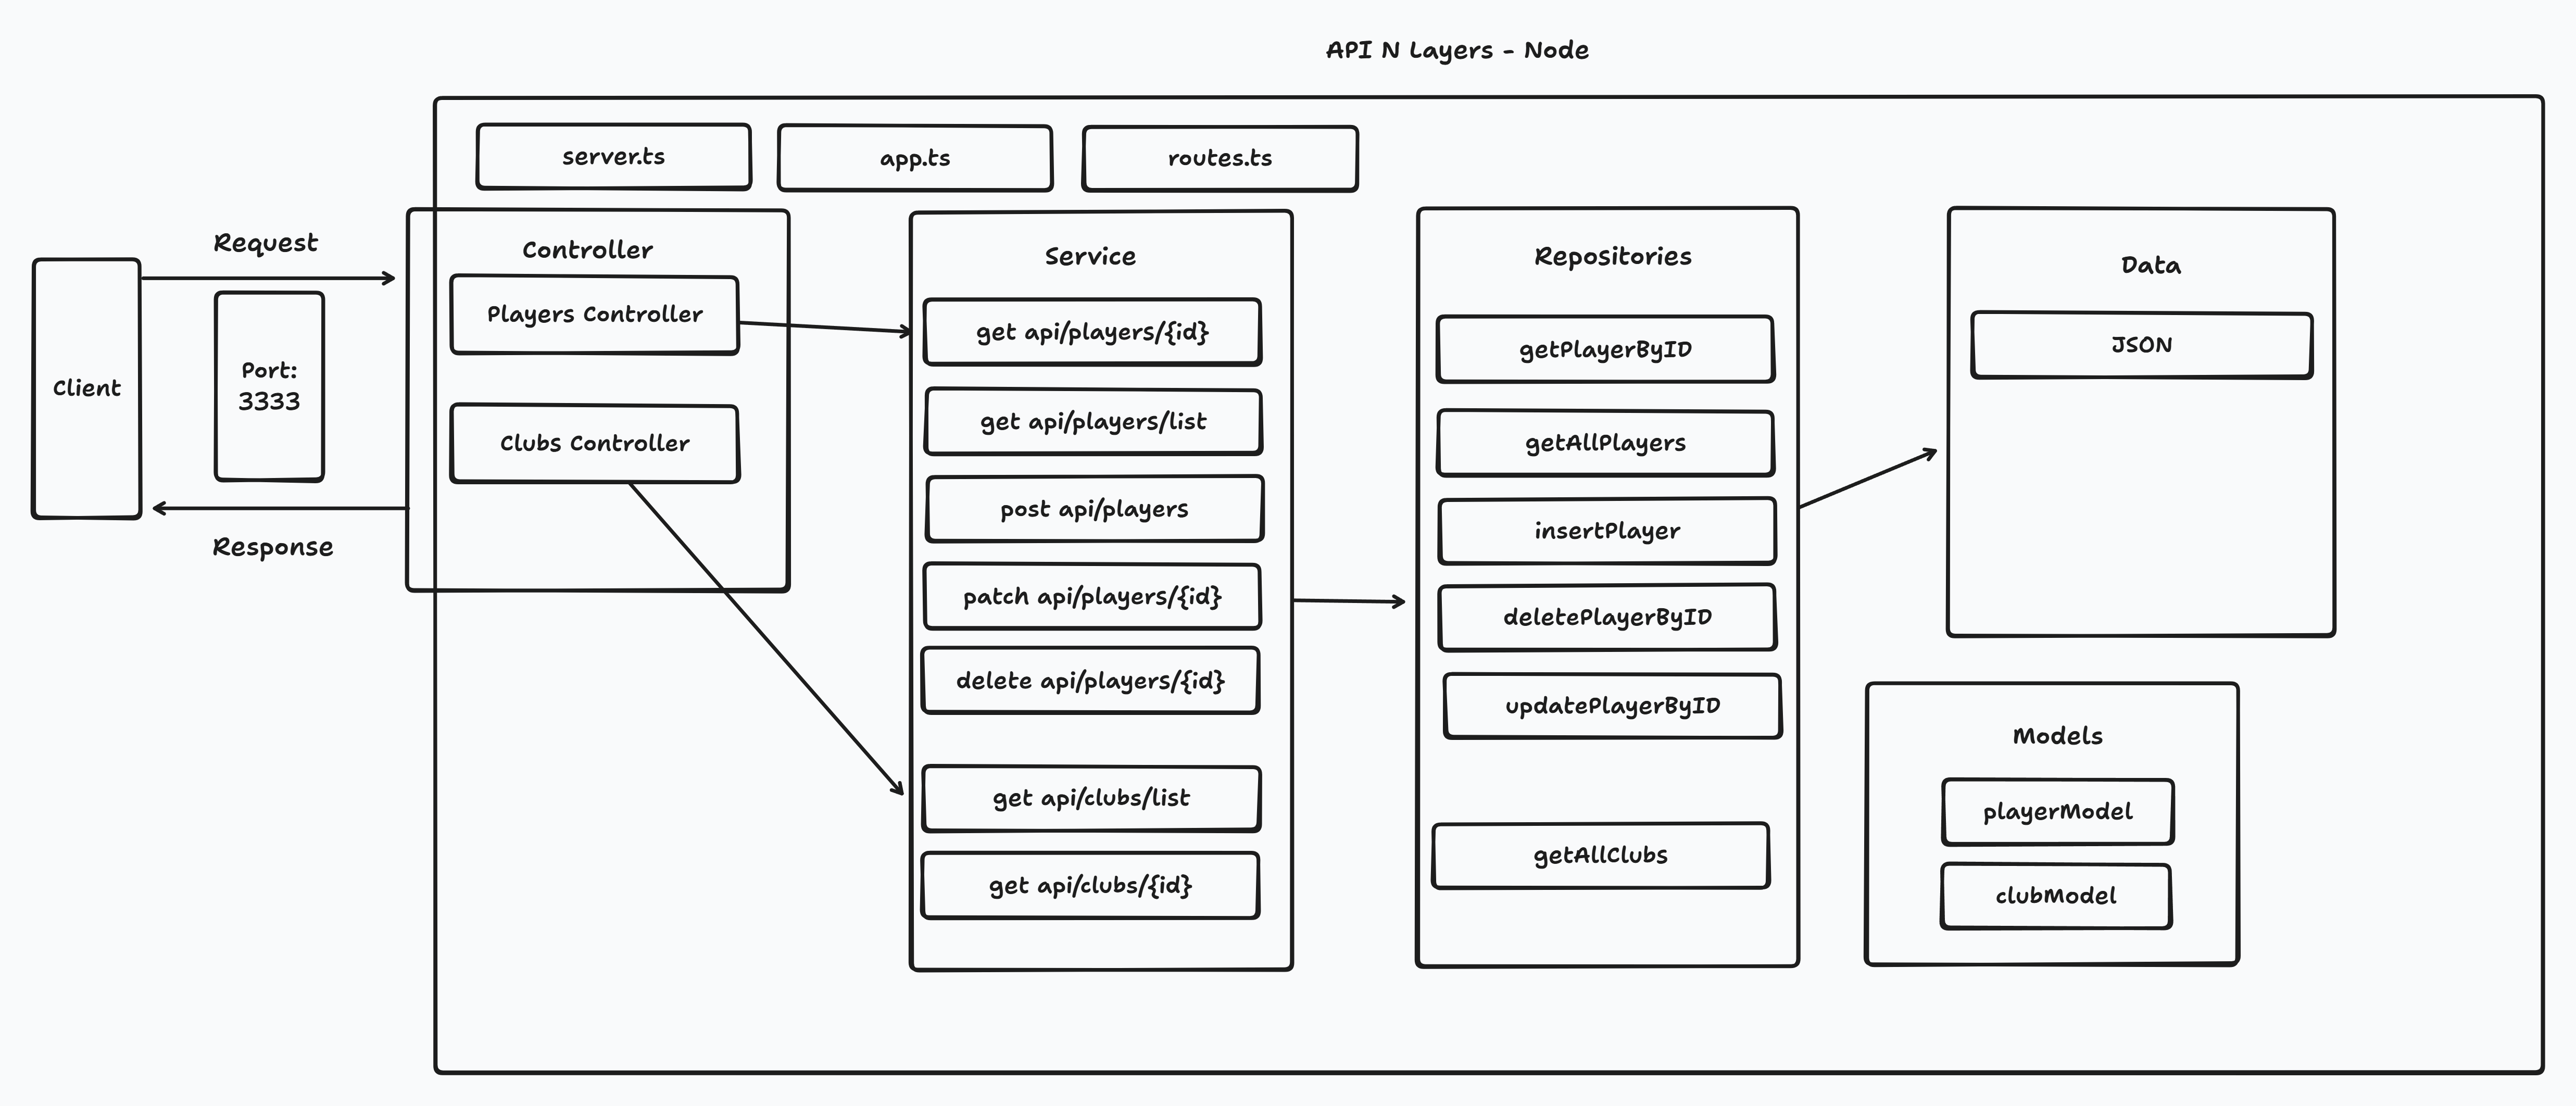 API N Layers - Node
server.ts
app.ts
routes.ts
Client
Request
Port:
3333
Response
Controller
Players Controller
Clubs Controller
Service
get api/players/{id}
get api/players/list
post api/players
patch api/players/{id}
delete api/players/{id}
get api/clubs/list
get api/clubs/{id}
Repositories
getPlayerByID
getAllPlayers
insertPlayer
deletePlayerByID
updatePlayerByID
getAllClubs
Data
JSON
Models
playerModel
clubModel